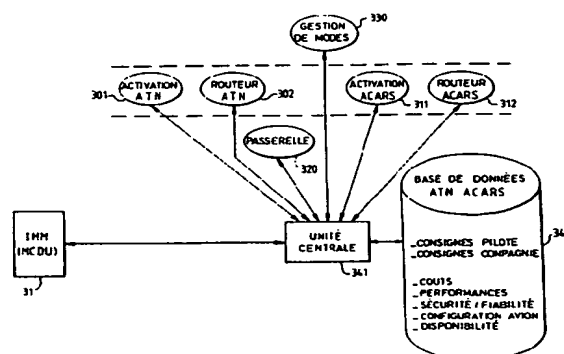 GESTION
DE MODES
330
301
ACTIVATION
ATN
ROUTEUR
ATN
302
ACTIVATION
ACARS
311
ROUTEUR
ACARS
312
PASSERELLE
320
BASE DE DONNÉES
ATN ACARS
_CONSIGNES PILOTE
_CONSIGNES COMPAGNIE
_COUTS
_PERFORMANCES
_SÉCURITÉ / FIABILITÉ
_CONFIGURATION AVION
_DISPONIBILITÉ
IMM
(MCDU)
31
UNITÉ
CENTRALE
341